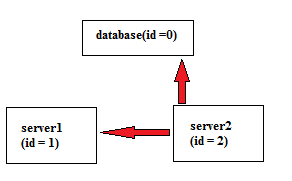 database(id =0)
server1
(id = 1)
server2
(id = 2)